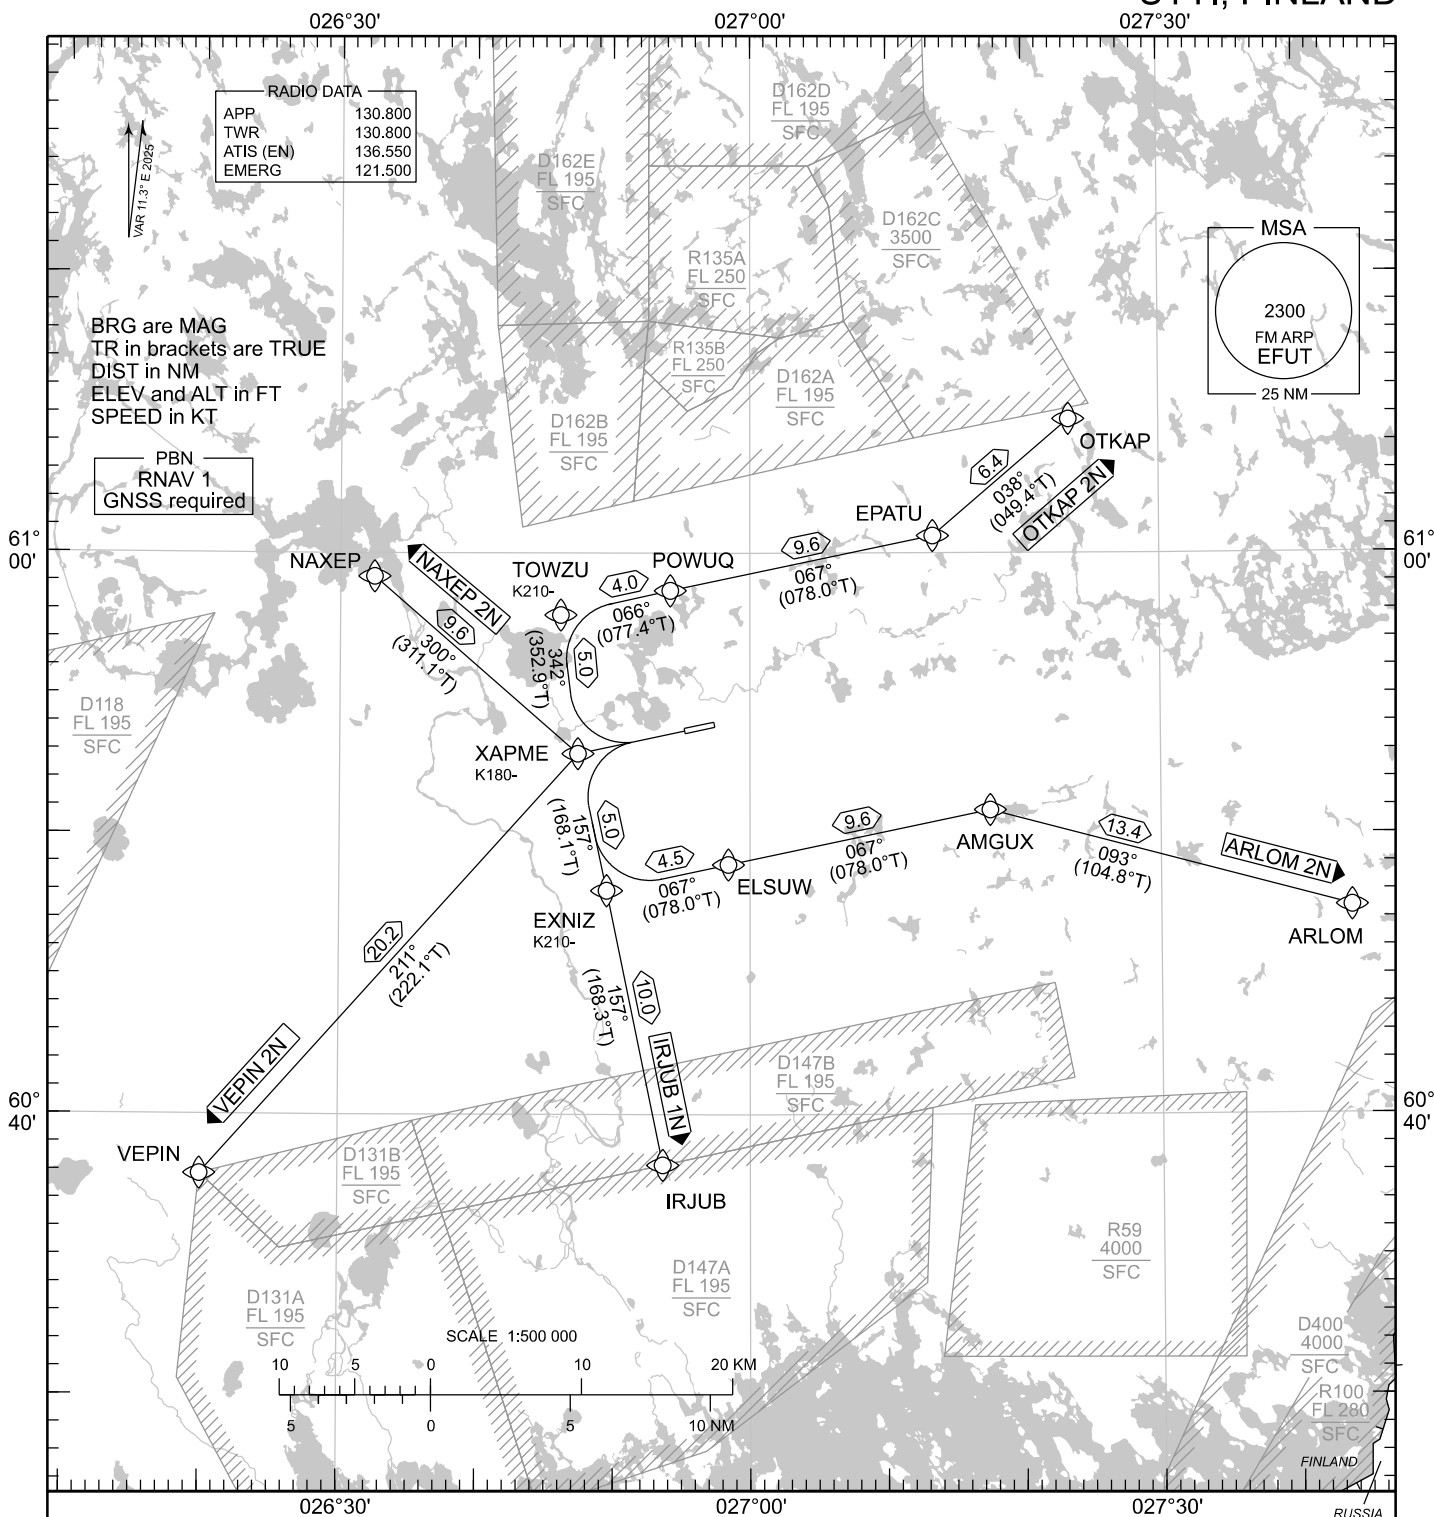 UTTI, FINLAND
026°30'
027°00'
027°30'
RADIO DATA
APP 130.800
TWR 130.800
ATIS (EN) 136.550
EMERG 121.500
VAR 11.3° E 2025
D162D
FL 195
SFC
D162E
FL 195
SFC
D162C
3500
SFC
R135A
FL 250
SFC
MSA
2300
FM ARP
EFUT
25 NM
BRG are MAG
TR in brackets are TRUE
DIST in NM
ELEV and ALT in FT
SPEED in KT
R135B
FL 250
SFC
D162A
FL 195
SFC
D162B
FL 195
SFC
PBN
RNAV 1
GNSS required
OTKAP
6.4
038°
(049.4°T)
OTKAP 2N
EPATU
61°
00'
61°
00'
NAXEP
NAXEP 2N
9.6
300°
(311.1°T)
TOWZU
K210-
POWUQ
4.0
066°
(077.4°T)
9.6
067°
(078.0°T)
342°
(352.9°T)
5.0
D118
FL 195
SFC
XAPME
K180-
5.0
157°
(168.1°T)
9.6
067°
(078.0°T)
AMGUX
13.4
093°
(104.8°T)
ARLOM 2N
ARLOM
4.5
067°
(078.0°T)
ELSUW
EXNIZ
K210-
20.2
211°
(222.1°T)
157°
(168.3°T)
10.0
VEPIN 2N
IRJUB 1N
D147B
FL 195
SFC
60°
40'
60°
40'
VEPIN
D131B
FL 195
SFC
IRJUB
R59
4000
SFC
D147A
FL 195
SFC
D131A
FL 195
SFC
D400
4000
SFC
SCALE 1:500 000
10 5 0 10 20 KM
5 0 5 10 NM
R100
FL 280
SFC
FINLAND
RUSSIA
026°30'
027°00'
027°30'